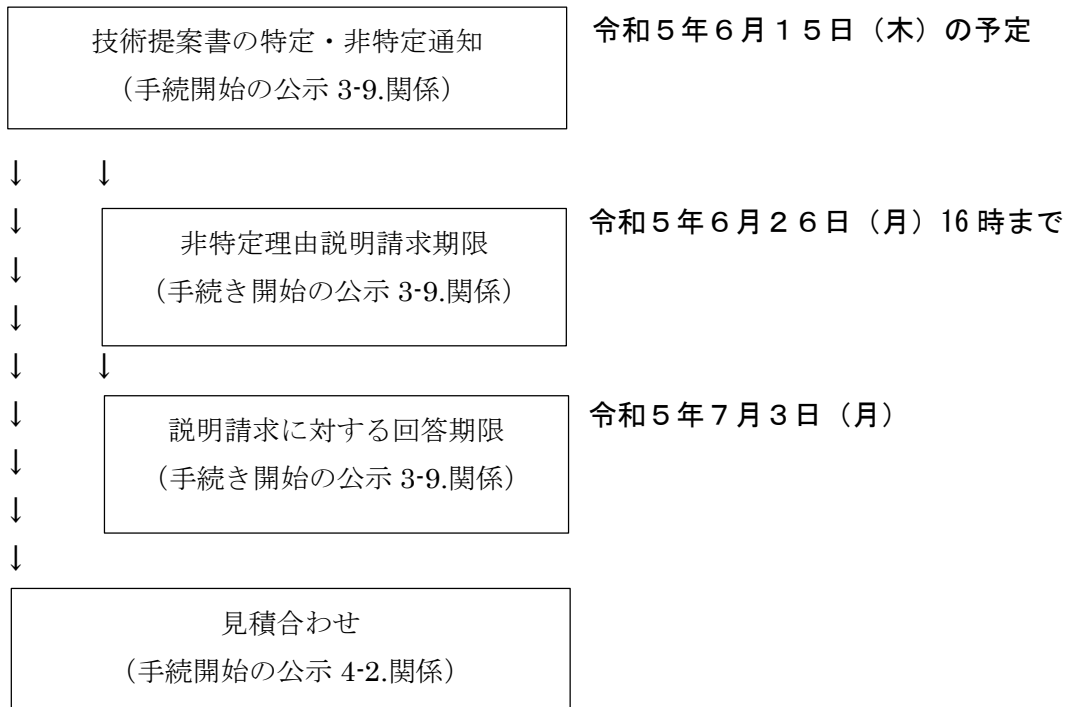 技術提案書の特定・非特定通知
（手続開始の公示 3-9.関係）
令和５年６月１５日（木）の予定
↓ ↓
↓
非特定理由説明請求期限
（手続き開始の公示 3-9.関係）
令和５年６月２６日（月）16 時まで
↓
↓
↓ ↓
↓
説明請求に対する回答期限
（手続き開始の公示 3-9.関係）
令和５年７月３日（月）
↓
↓
↓
見積合わせ
（手続開始の公示 4-2.関係）